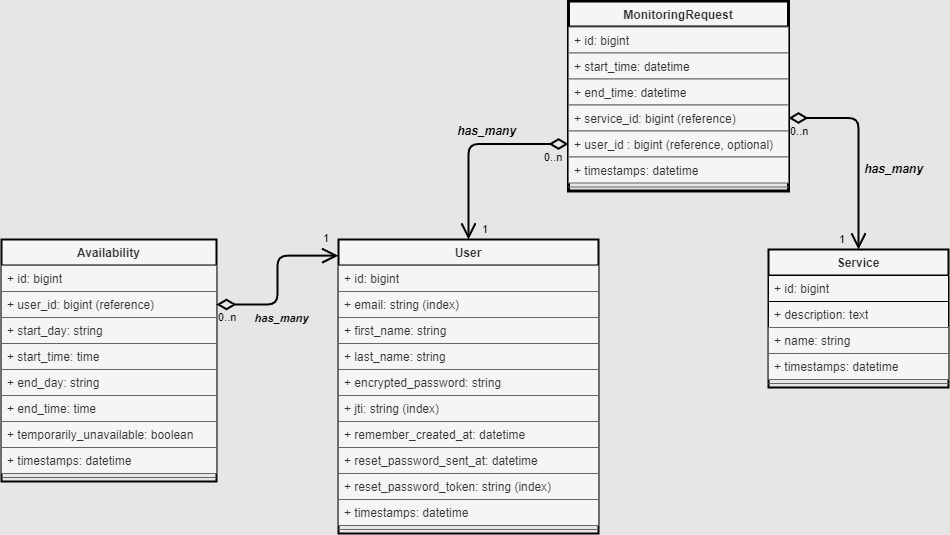 MonitoringRequest
+ id: bigint
+ start_time: datetime
+ end_time: datetime
+ service_id: bigint (reference)
+ user_id : bigint (reference, optional)
+ timestamps: datetime
has_many
0..n
1
0..n
has_many
1
Availability
+ id: bigint
+ user_id: bigint (reference)
+ start_day: string
+ start_time: time
+ end_day: string
+ end_time: time
+ temporarily_unavailable: boolean
+ timestamps: datetime
0..n
has_many
1
User
+ id: bigint
+ email: string (index)
+ first_name: string
+ last_name: string
+ encrypted_password: string
+ jti: string (index)
+ remember_created_at: datetime
+ reset_password_sent_at: datetime
+ reset_password_token: string (index)
+ timestamps: datetime
Service
+ id: bigint
+ description: text
+ name: string
+ timestamps: datetime